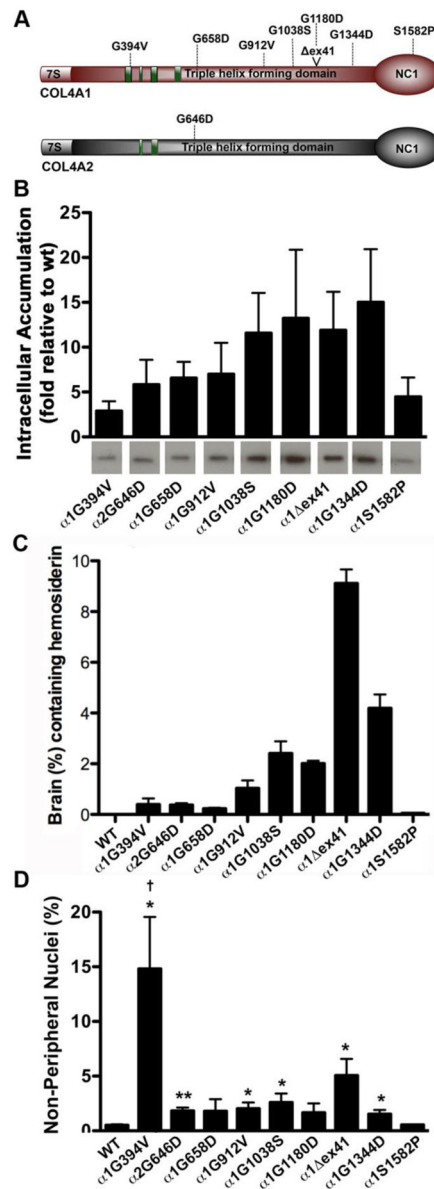 A
G394V
G658D
G912V
G1038S
G1180D
Δex41
G1344D
S1582P
7S
Triple helix forming domain
NC1
COL4A1
G646D
7S
Triple helix forming domain
NC1
COL4A2
B
Intracellular Accumulation
(fold relative to wt)
25
20
15
10
5
0
α1G394V
α2G646D
α1G658D
α1G912V
α1G1038S
α1G1180D
α1Δex41
α1G1344D
α1S1582P
C
Brain (%) containing hemosiderin
10
8
6
4
2
0
WT
α1G394V
α2G646D
α1G658D
α1G912V
α1G1038S
α1G1180D
α1Δex41
α1G1344D
α1S1582P
D
Non-Peripheral Nuclei (%)
20
15
10
5
0
†
*
**
*
*
*
*
WT
α1G394V
α2G646D
α1G658D
α1G912V
α1G1038S
α1G1180D
α1Δex41
α1G1344D
α1S1582P